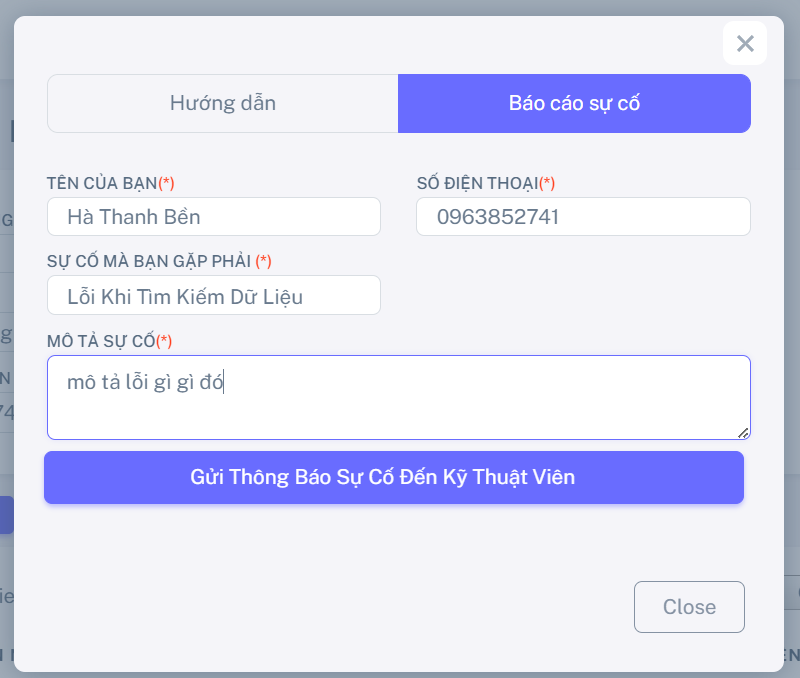 Hướng dẫn
Báo cáo sự cố
TÊN CỦA BẠN(*)
SỐ ĐIỆN THOẠI(*)
Hà Thanh Bền
0963852741
SỰ CỐ MÀ BẠN GẶP PHẢI (*)
Lỗi Khi Tìm Kiếm Dữ Liệu
MÔ TẢ SỰ CỐ(*)
mô tả lỗi gì gì đó
Gửi Thông Báo Sự Cố Đến Kỹ Thuật Viên
Close